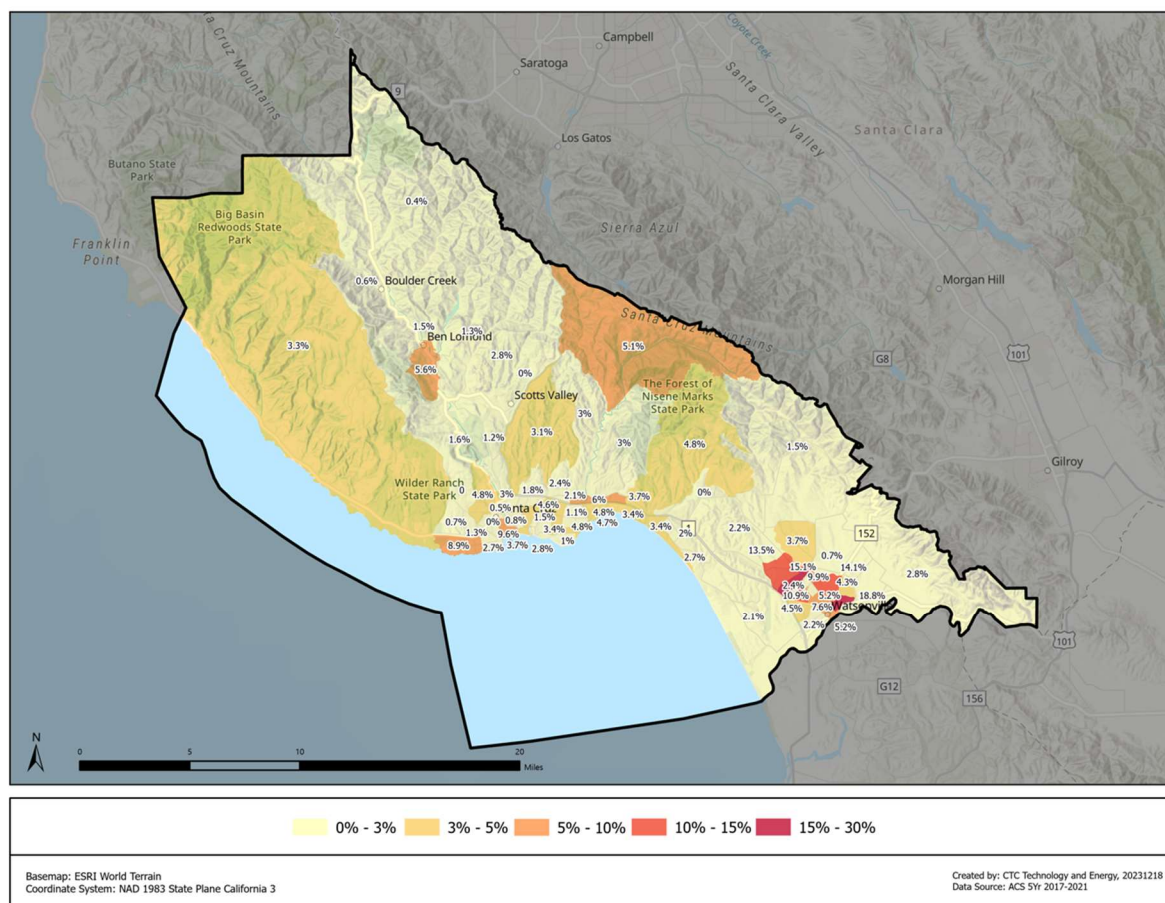 Campbell
Coyote Creek
Saratoga
Santa Cruz Mountains
9
Santa Clara Valley
Santa Clara
Los Gatos
Butano State
Park
0.4%
Big Basin
Redwoods State
Park
Sierra Azul
Franklin
Point
0.6%
Boulder Creek
Morgan Hill
Santa Cruz Mountains
1.5%
1.3%
Ben Lomond
3.3%
5.1%
101
2.8%
G8
5.6%
0%
The Forest of
Nisene Marks
State Park
Scotts Valley
3%
3.1%
1.6%
1.2%
3%
4.8%
1.5%
Gilroy
Wilder Ranch
State Park
0
4.8%
3%
1.8%
2.4%
2.1%
6%
3.7%
0%
0.5%
nta Cruz
4.6%
1.1%
4.8%
3.4%
0.7%
0%
0.8%
1.5%
4.7%
3.4%
1
2%
2.2%
152
1.3%
9.6%
3.4%
4.8%
3.7%
8.9%
2.7%
3.7%
2.8%
1%
2.7%
13.5%
0.7%
15.1%
14.1%
9.9%
4.3%
2.8%
2.4%
10.9%
5.2%
18.8%
4.5%
7.6%
Watsonville
2.1%
2.2%
5.2%
101
G12
156
N
0
5
10
20
Miles
0% - 3%
3% - 5%
5% - 10%
10% - 15%
15% - 30%
Basemap: ESRI World Terrain
Coordinate System: NAD 1983 State Plane California 3
Created by: CTC Technology and Energy, 20231218
Data Source: ACS 5Yr 2017-2021